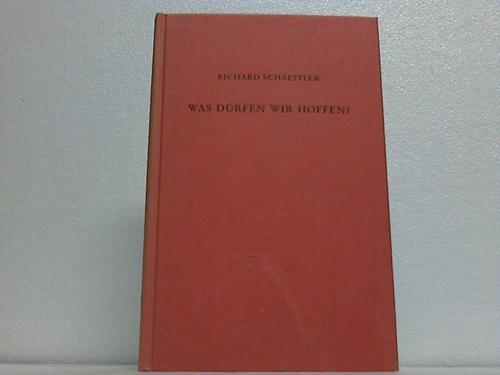 RICHARD SCHAEFFLER
WAS DÜRFEN WIR HOFFEN?